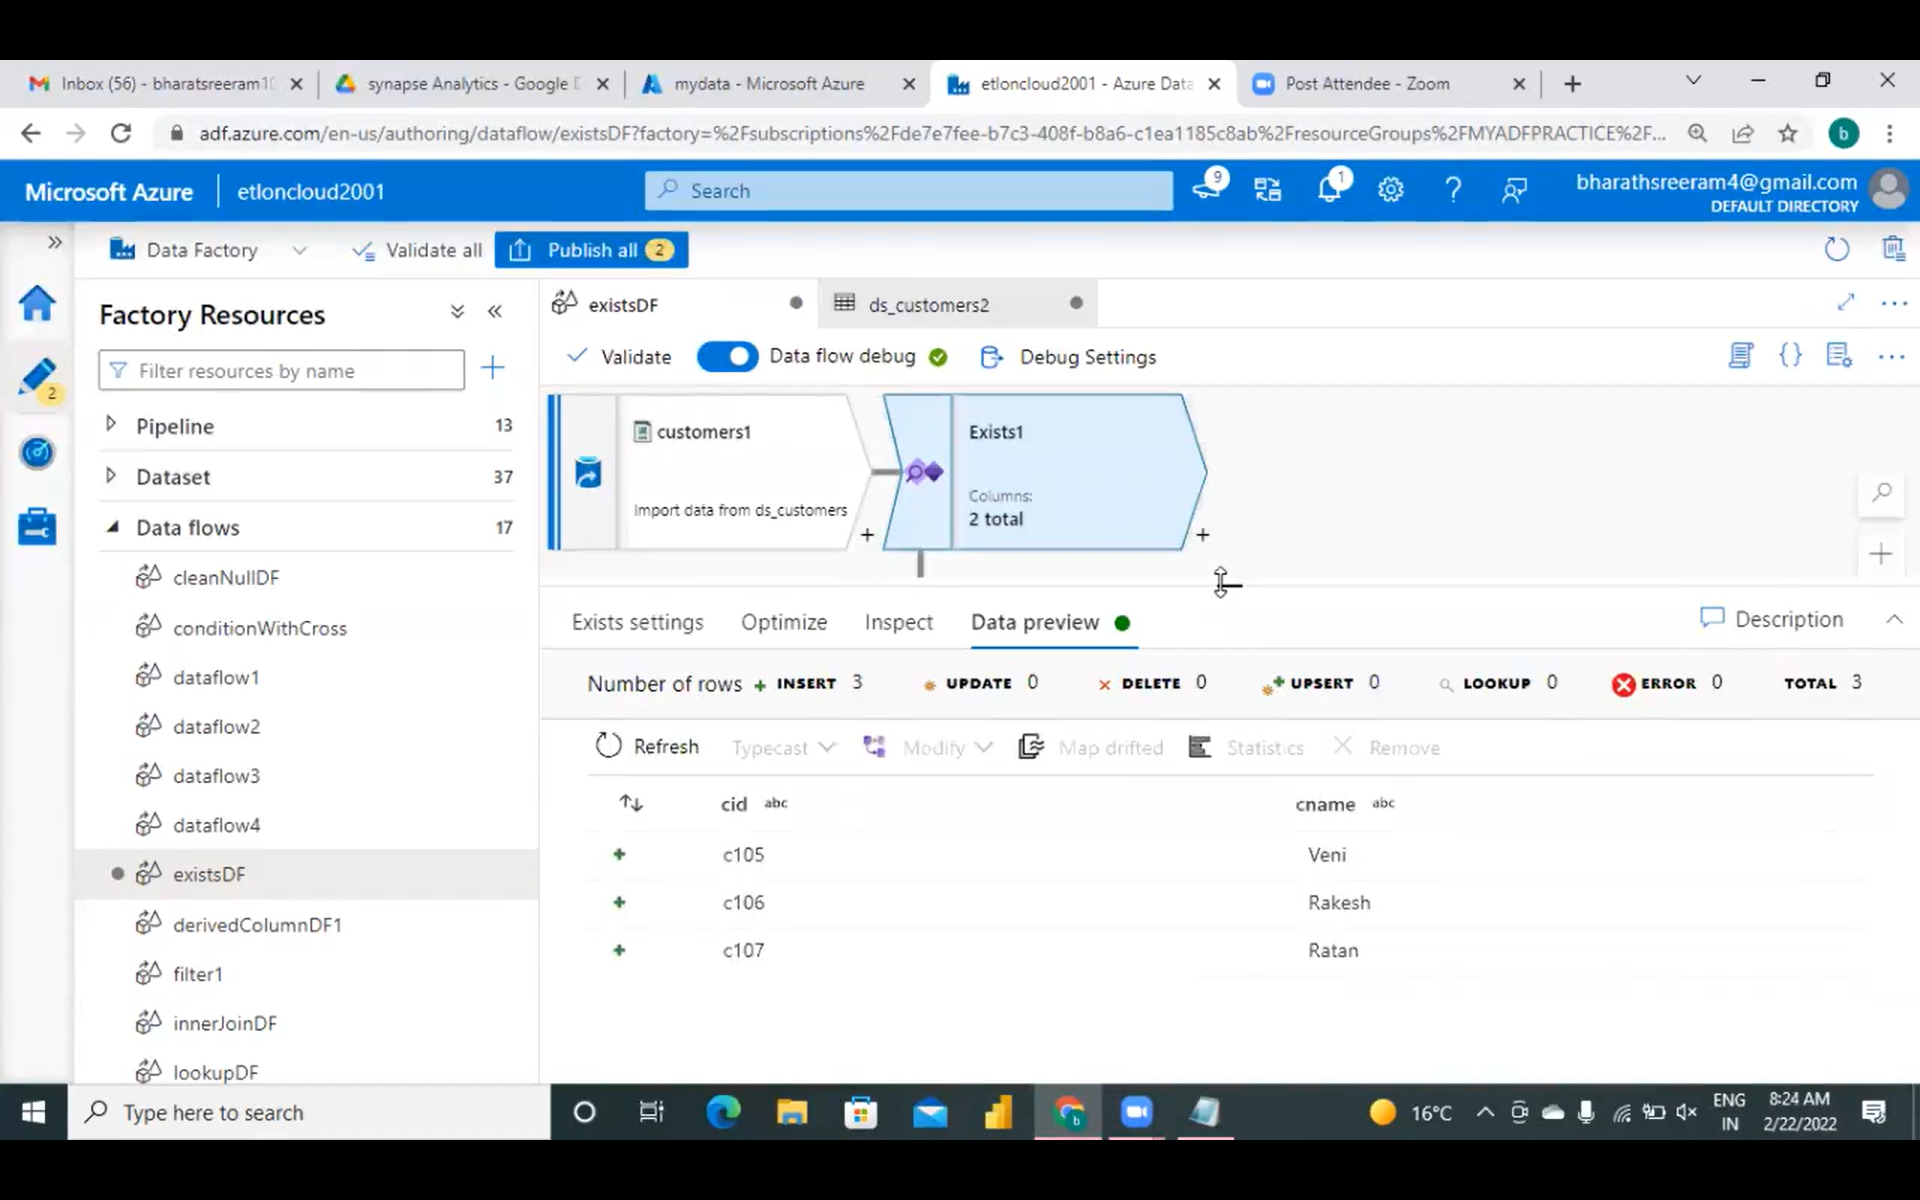 Inbox (56) - bharatsreeram10
synapse Analytics - Google D
mydata - Microsoft Azure
etloncloud2001 - Azure Data
Post Attendee - Zoom
adf.azure.com/en-us/authoring/dataflow/existsDF?factory=%2Fsubscriptions%2Fde7e7fee-b7c3-408f-b8a6-c1ea1185c8ab%2FresourceGroups%2FMYADFPRACTICE%2F...
b
Microsoft Azure
etloncloud2001
Search
9
1
bharathsreeram4@gmail.com
DEFAULT DIRECTORY
Data Factory
Validate all
Publish all 2
Factory Resources
Filter resources by name
2
Pipeline 13
Dataset 37
Data flows 17
cleanNullDF
conditionWithCross
dataflow1
dataflow2
dataflow3
dataflow4
existsDF
derivedColumnDF1
filter1
innerJoinDF
lookupDF
existsDF
ds_customers2
Validate
Data flow debug
Debug Settings
customers1
Import data from ds_customers
Exists1
Columns:
2 total
Exists settings
Optimize
Inspect
Data preview
Description
Number of rows
INSERT 3
UPDATE 0
DELETE 0
UPSERT 0
LOOKUP 0
ERROR 0
TOTAL 3
Refresh
Typecast
Modify
Map drifted
Statistics
Remove
cid abc
cname abc
c105 Veni
c106 Rakesh
c107 Ratan
Type here to search
16°C
ENG
IN
8:24 AM
2/22/2022